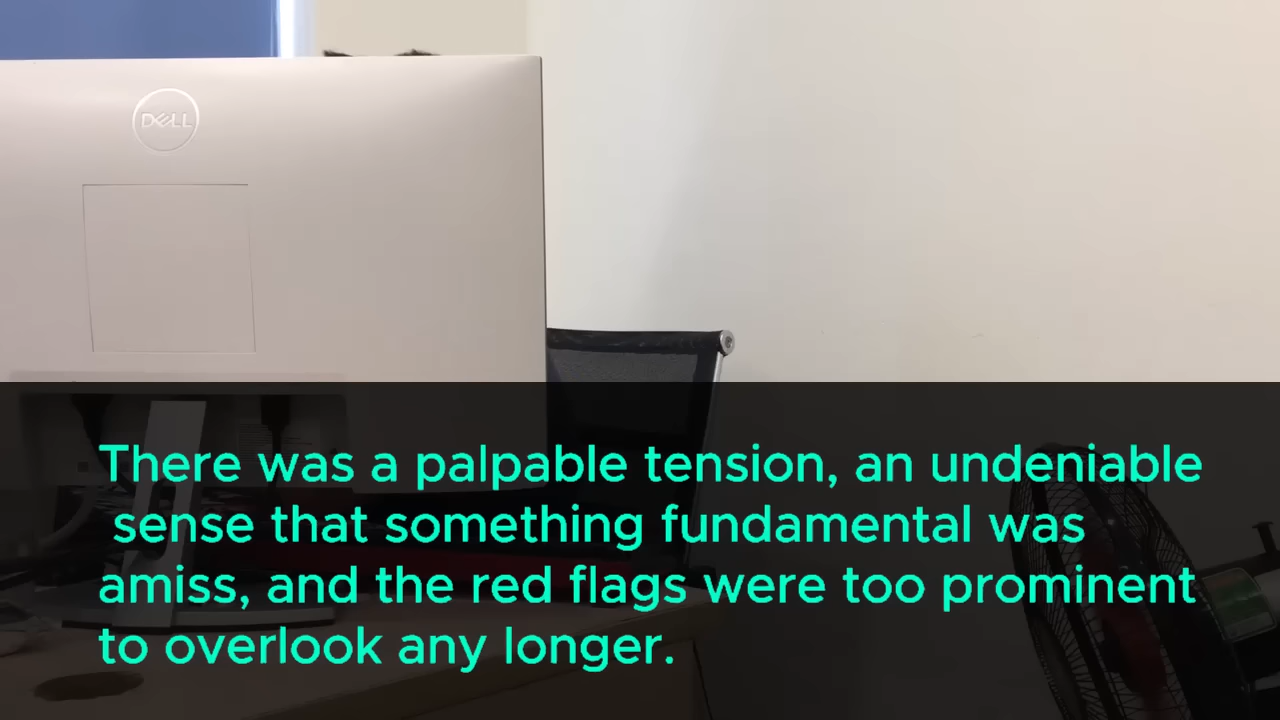 DELL
There was a palpable tension, an undeniable
sense that something fundamental was
amiss, and the red flags were too prominent
to overlook any longer.